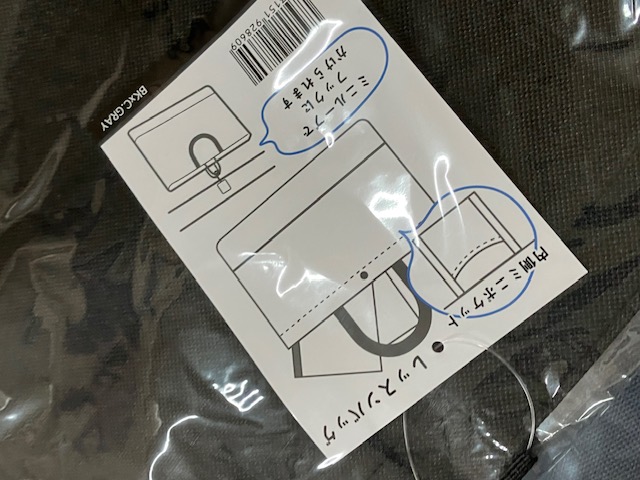 レッスンバッグ
内側ミニポケット
ミニループで
フックに
かけられます
BK×C.GRAY